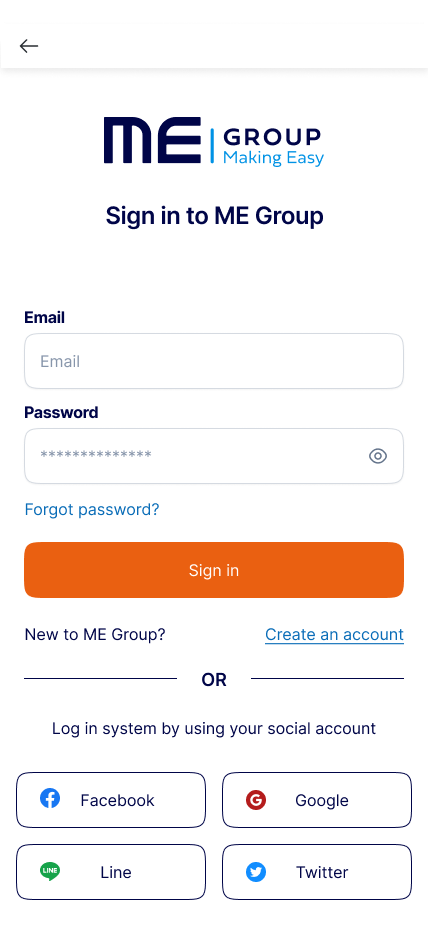 ME GROUP
Making Easy
Sign in to ME Group
Email
Email
Password
**************
Forgot password?
Sign in
New to ME Group? Create an account
OR
Log in system by using your social account
Facebook Google
LINE Line Twitter